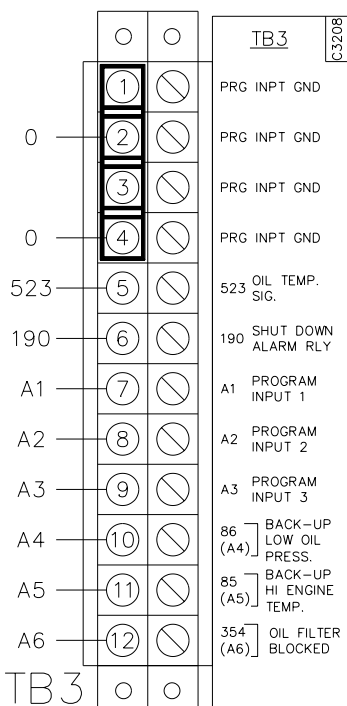 TB3
C3208
1 PRG INPT GND
0 2 PRG INPT GND
3 PRG INPT GND
0 4 PRG INPT GND
523 5 523 OIL TEMP.
SIG.
190 6 190 SHUT DOWN
ALARM RLY
A1 7 A1 PROGRAM
INPUT 1
A2 8 A2 PROGRAM
INPUT 2
A3 9 A3 PROGRAM
INPUT 3
A4 10 86 (A4) BACK-UP
LOW OIL
PRESS.
A5 11 85 (A5) BACK-UP
HI ENGINE
TEMP.
A6 12 354 (A6) OIL FILTER
BLOCKED
TB3